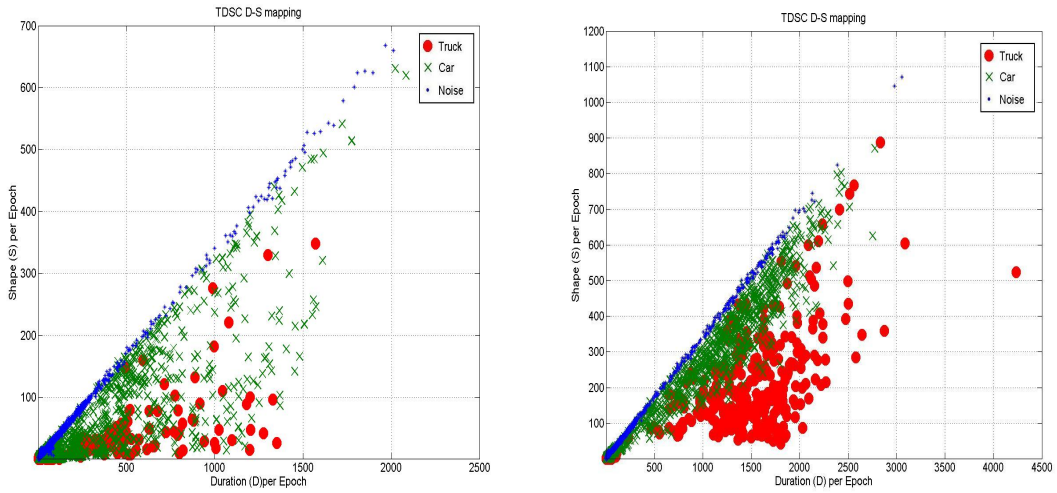 TDSC D-S mapping
700
600
500
400
300
200
100
500
1000
1500
2000
2500
Shape (S) per Epoch
Duration (D)per Epoch
Truck
Car
Noise
TDSC D-S mapping
1200
1100
1000
900
800
700
600
500
400
300
200
100
500
1000
1500
2000
2500
3000
3500
4000
4500
Shape (S) per Epoch
Duration (D) per Epoch
Truck
Car
Noise